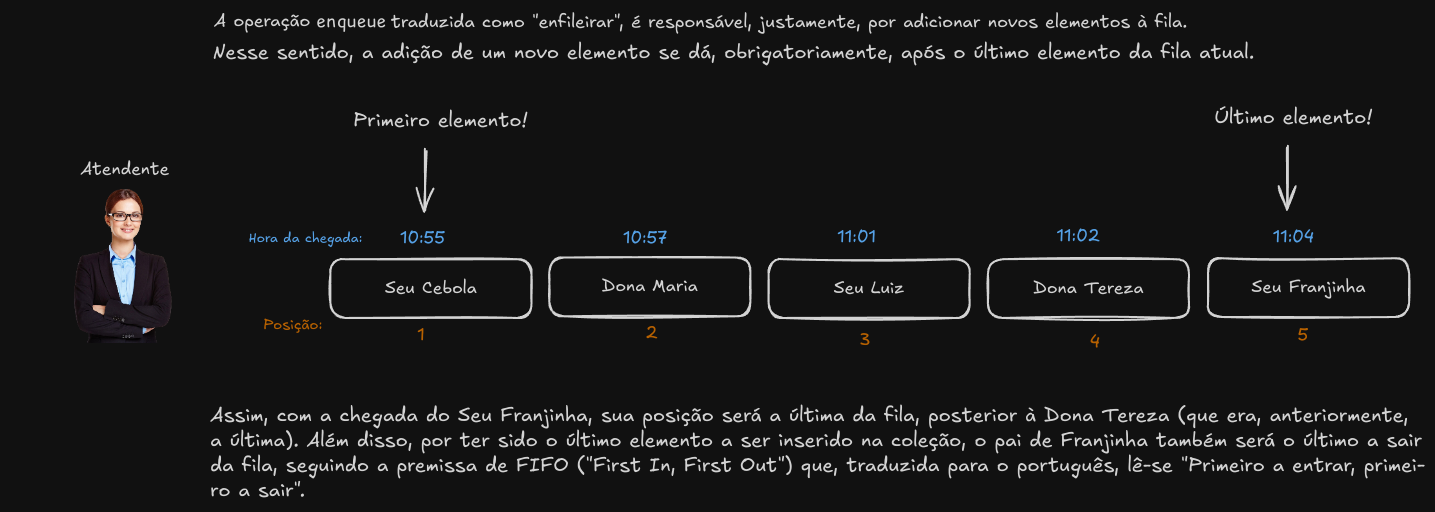 A operação enqueue traduzida como "enfileirar", é responsável, justamente, por adicionar novos elementos à fila.
Nesse sentido, a adição de um novo elemento se dá, obrigatoriamente, após o último elemento da fila atual.
Primeiro elemento!
Último elemento!
Atendente
Hora da chegada:
10:55
10:57
11:01
11:02
11:04
Seu Cebola
Dona Maria
Seu Luiz
Dona Tereza
Seu Franjinha
Posição:
1
2
3
4
5
Assim, com a chegada do Seu Franjinha, sua posição será a última da fila, posterior à Dona Tereza (que era, anteriormente,
a última). Além disso, por ter sido o último elemento a ser inserido na coleção, o pai de Franjinha também será o último a sair
da fila, seguindo a premissa de FIFO ("First In, First Out") que, traduzida para o português, lê-se "Primeiro a entrar, primei-
ro a sair".